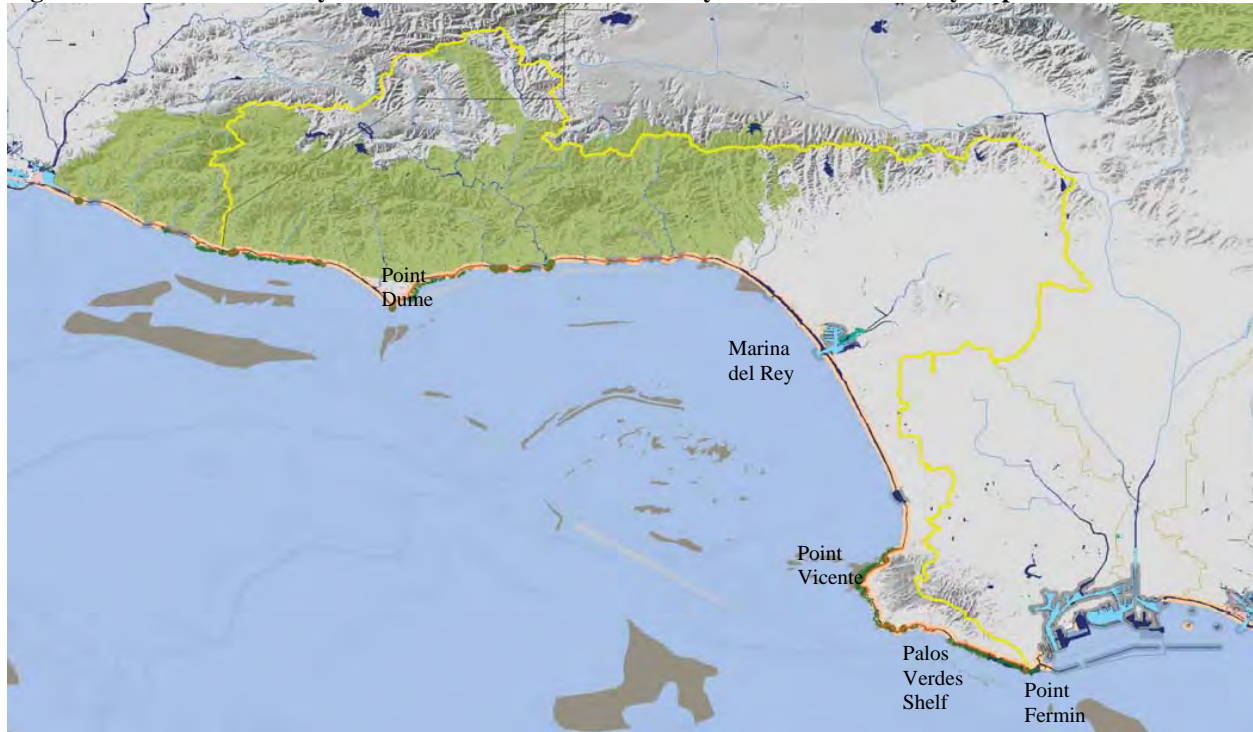 Point
Dume
Marina
del Rey
Point
Vicente
Palos
Verdes
Shelf
Point
Fermin